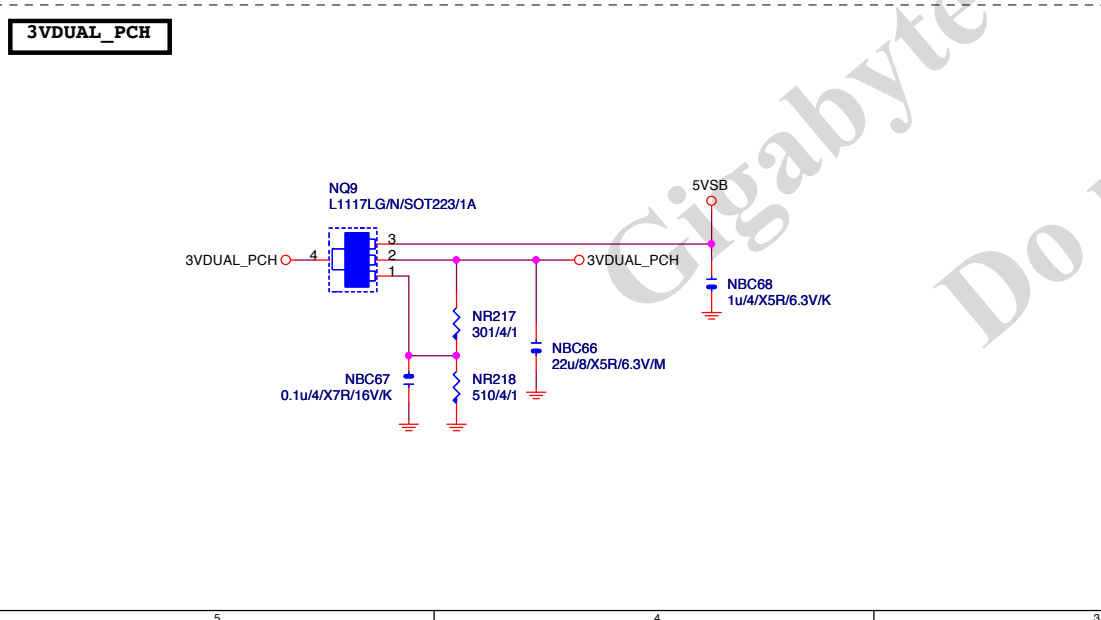 3VDUAL_PCH
Gigabyte
Do
5VSB
NQ9
L1117LG/N/SOT223/1A
3
3VDUAL_PCH
4
2
3VDUAL_PCH
1
NBC68
1u/4/X5R/6.3V/K
NR217
301/4/1
NBC66
22u/8/X5R/6.3V/M
NBC67
0.1u/4/X7R/16V/K
NR218
510/4/1
5
4
3